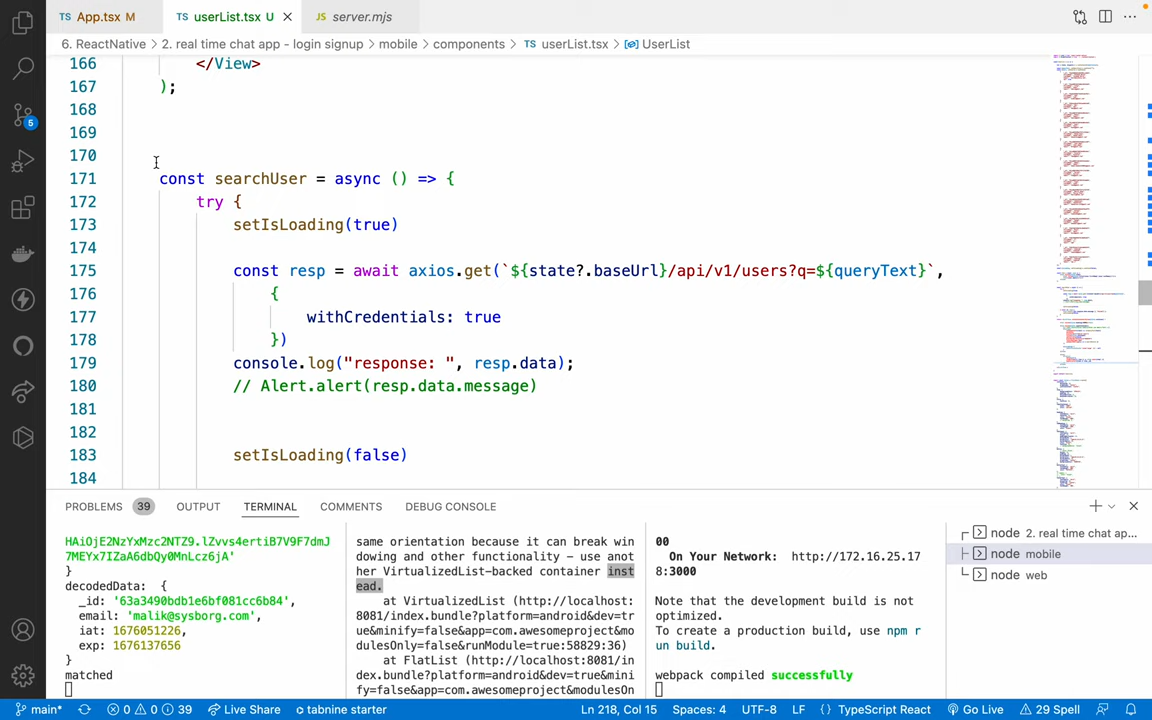 TS App.tsx M
TS userList.tsx U
JS server.mjs
6. ReactNative > 2. real time chat app - login signup > mobile > components > TS userList.tsx > UserList
166 </View>
167 );
168
169
170
171 const searchUser = async () => {
172 try {
173 setIsLoading(true)
174
175 const resp = await axios.get(`${state?.baseUrl}/api/v1/users?q=${queryText}`,
176 {
177 withCredentials: true
178 })
179 console.log("response: ", resp.data);
180 // Alert.alert(resp.data.message)
181
182
183 setIsLoading(false)
184
5
PROBLEMS 39 OUTPUT TERMINAL COMMENTS DEBUG CONSOLE
HAiOjE2NzYxMzc2NTZ9.lZvvs4ertiB7V9F7dmJ
7MEYx7IZaA6dbQy0MnLcz6jA'
}
decodedData: {
_id: '63a3490bdb1e6bf081cc6b84',
email: 'malik@sysborg.com',
iat: 1676051226,
exp: 1676137656
}
matched
same orientation because it can break win
dowing and other functionality – use anot
her VirtualizedList-backed container inst
ead.
at VirtualizedList (http://localhost:
8081/index.bundle?platform=android&dev=tr
ue&minify=false&app=com.awesomeproject&mo
dulesOnly=false&runModule=true:58829:36)
at FlatList (http://localhost:8081/in
dex.bundle?platform=android&dev=true&mini
fy=false&app=com.awesomeproject&modulesOn
00
On Your Network: http://172.16.25.17
8:3000
Note that the development build is not
optimized.
To create a production build, use npm r
un build.
webpack compiled successfully
node 2. real time chat ap...
node mobile
node web
main* 0 0 39 Live Share tabnine starter Ln 218, Col 15 Spaces: 4 UTF-8 LF {} TypeScript React Go Live 29 Spell